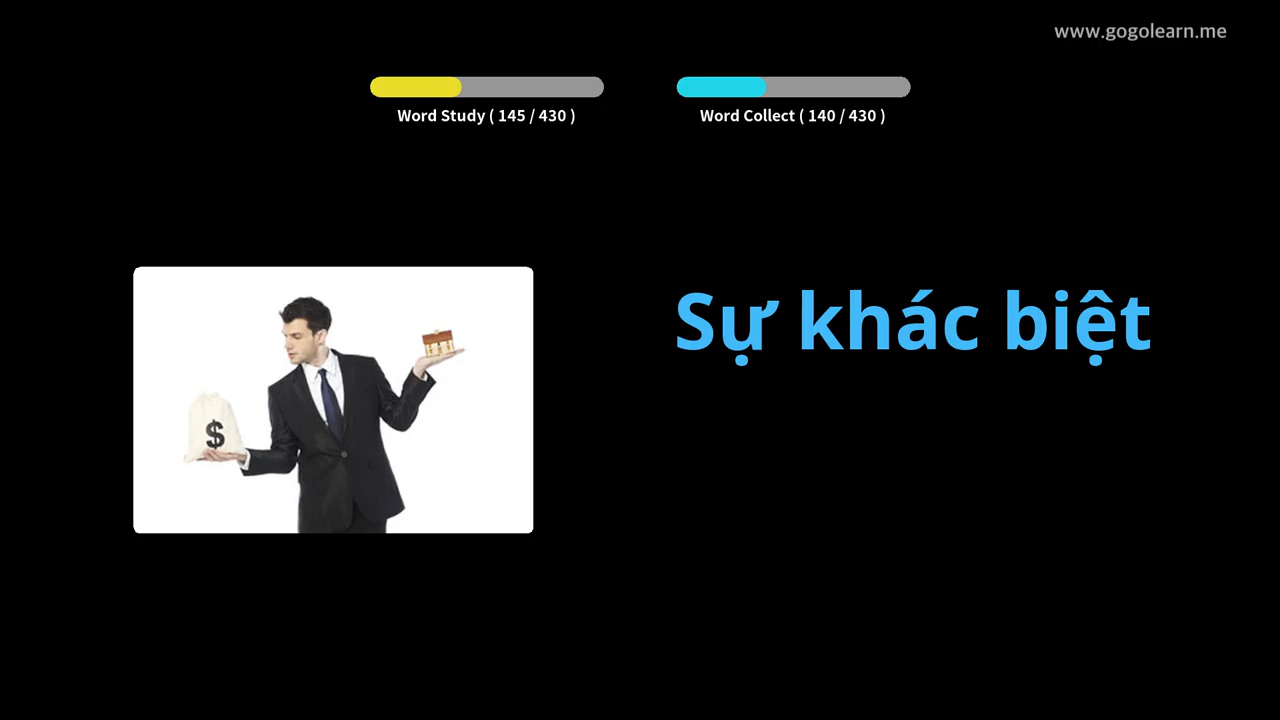 www.gogolearn.me
Word Study ( 145 / 430 )
Word Collect ( 140 / 430 )
Sự khác biệt
$